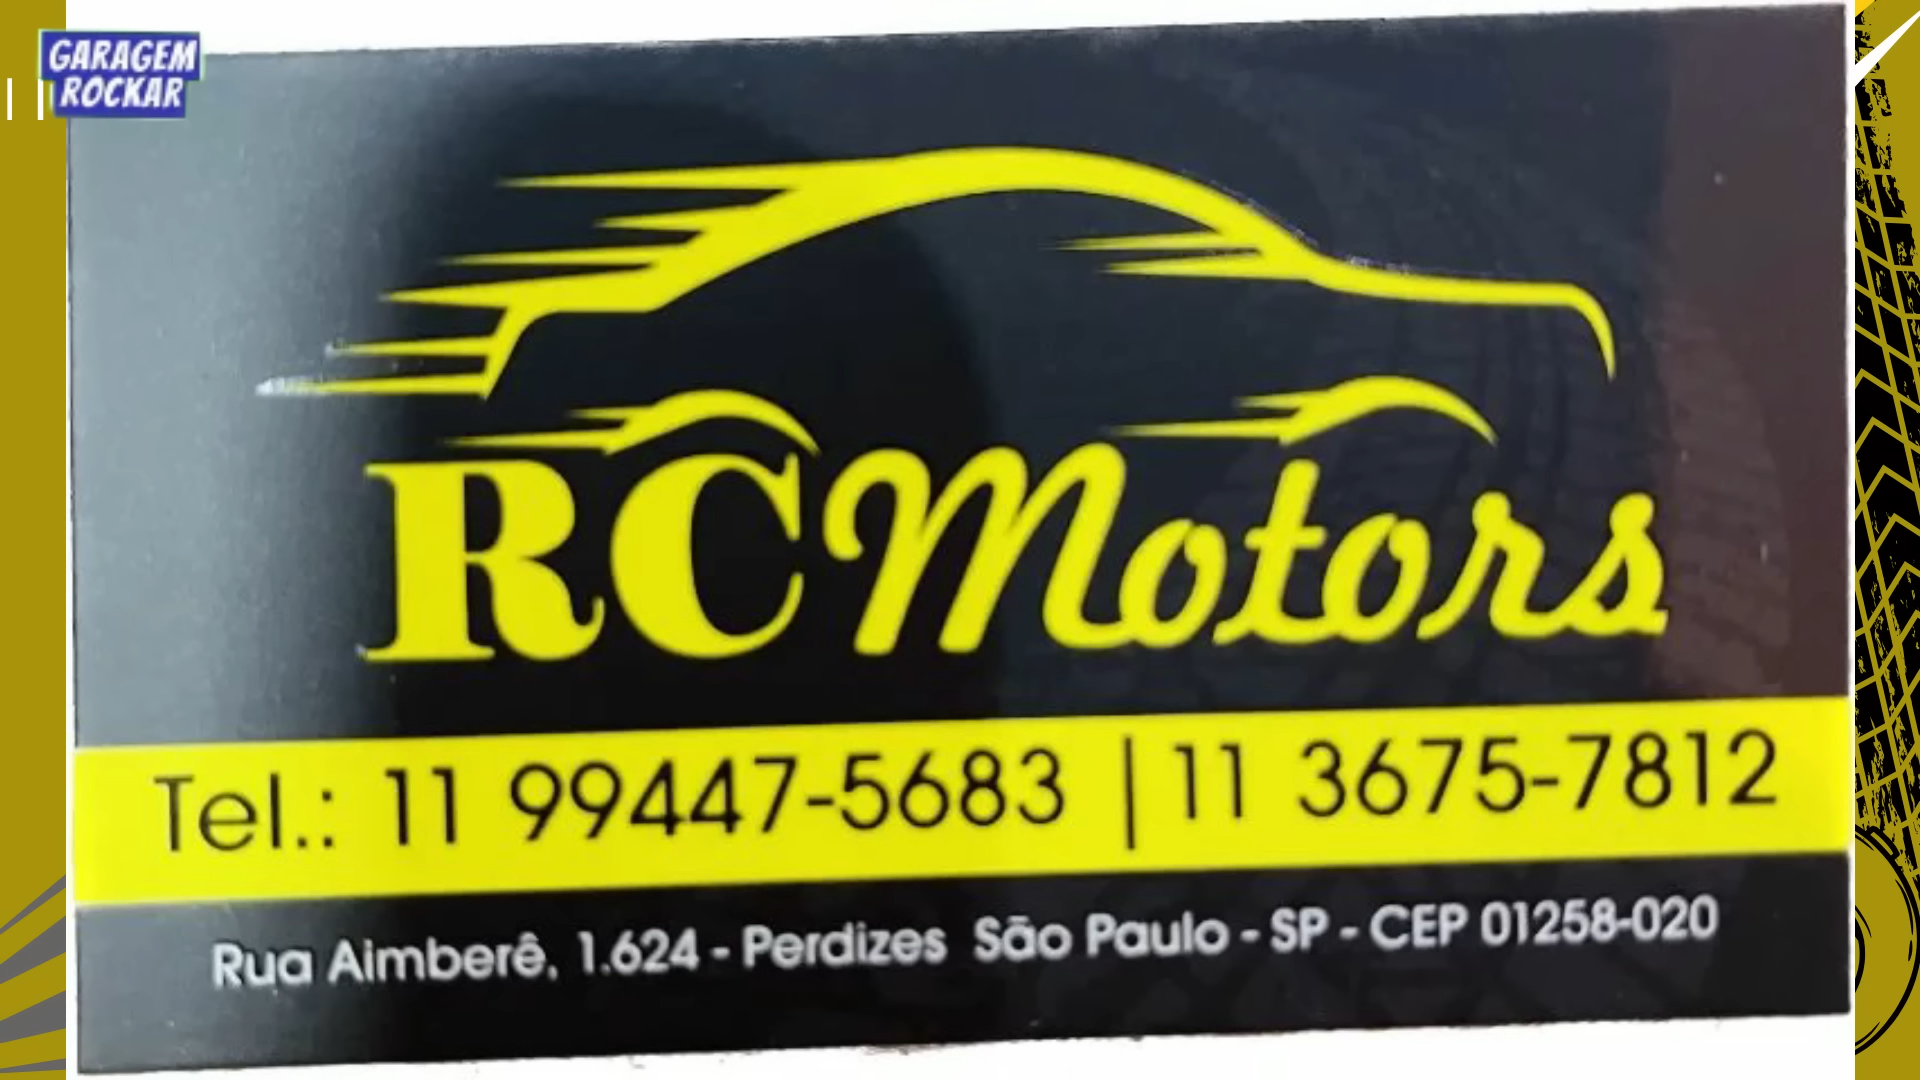 GARAGEM
ROCKAR
RC Motors
Tel.: 11 99447-5683 | 11 3675-7812
Rua Aimberê, 1.624 - Perdizes São Paulo - SP - CEP 01258-020